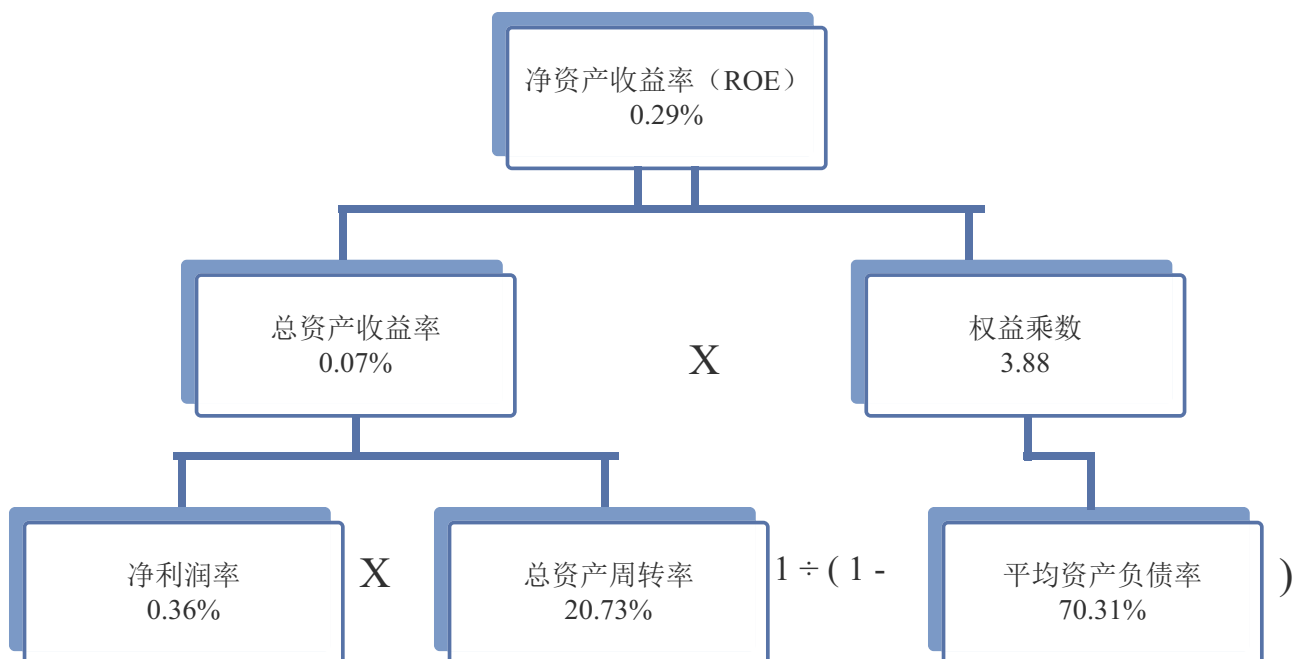 净资产收益率（ROE）
0.29%
总资产收益率
0.07%
X
权益乘数
3.88
净利润率
0.36%
X
总资产周转率
20.73%
1 ÷ ( 1 -
平均资产负债率
70.31%
)